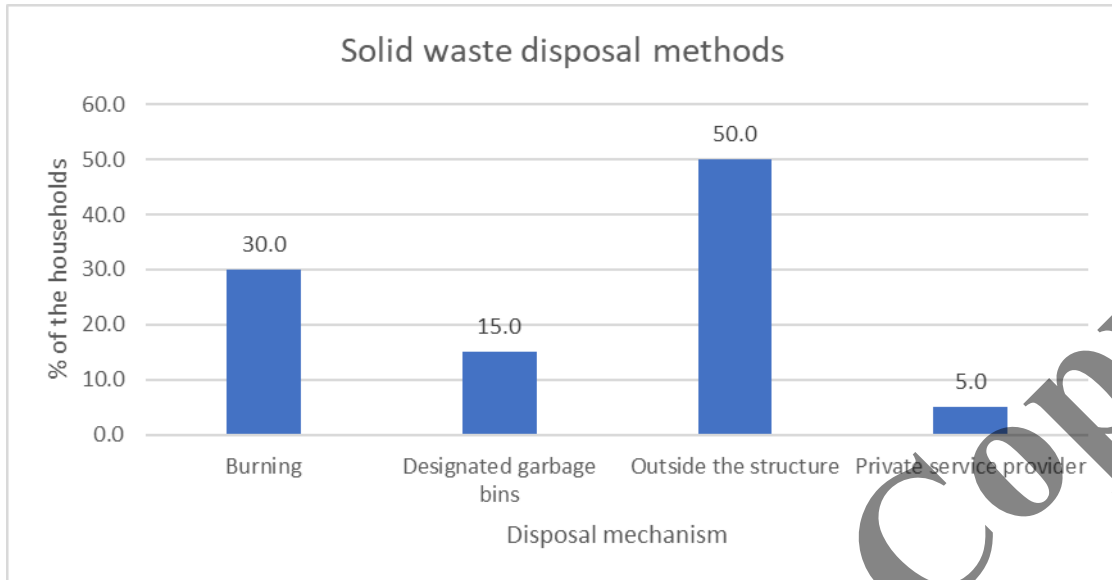 Solid waste disposal methods
60.0
50.0
40.0
30.0
20.0
10.0
0.0
% of the households
30.0
15.0
50.0
5.0
Burning
Designated garbage
bins
Outside the structure
Private service provider
Disposal mechanism